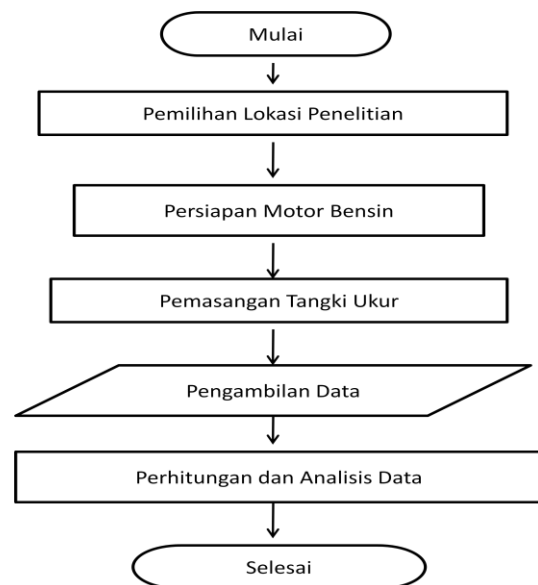 Mulai
Pemilihan Lokasi Penelitian
Persiapan Motor Bensin
Pemasangan Tangki Ukur
Pengambilan Data
Perhitungan dan Analisis Data
Selesai